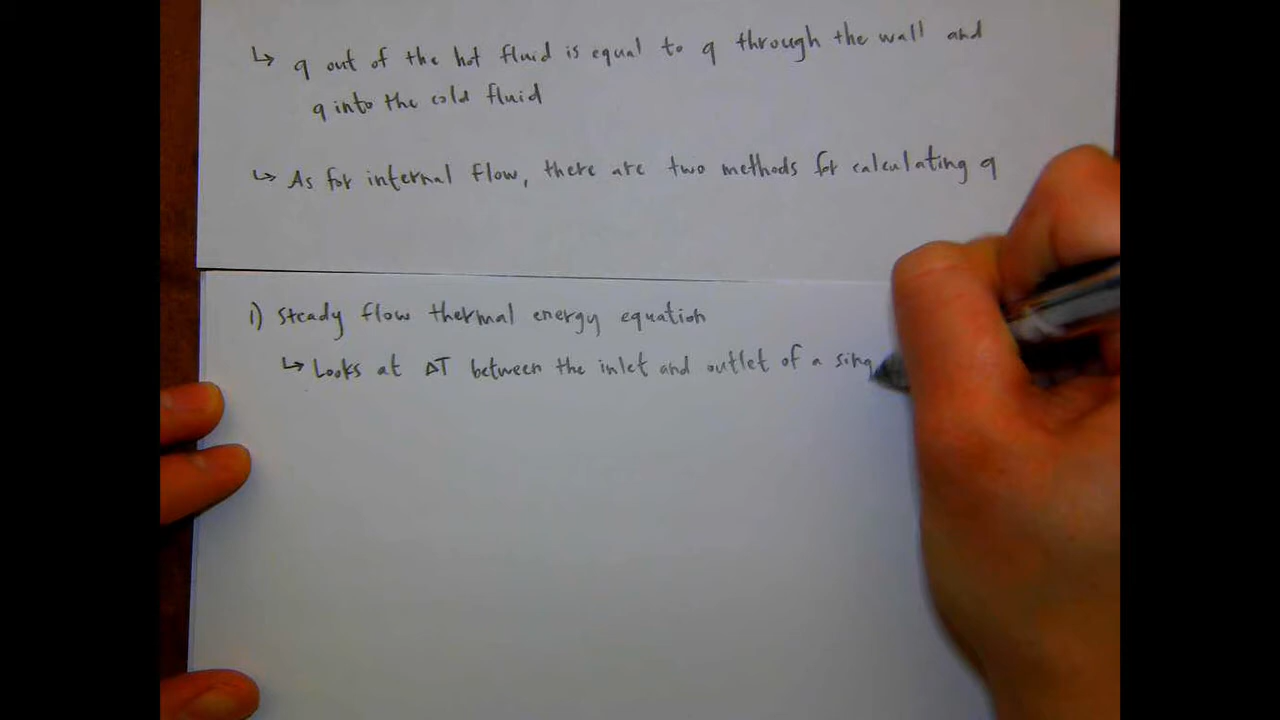 ↳ q out of the hot fluid is equal to q through the wall and
q into the cold fluid
↳ As for internal flow, there are two methods for calculating q
1) Steady flow thermal energy equation
↳ Looks at ΔT between the inlet and outlet of a sing